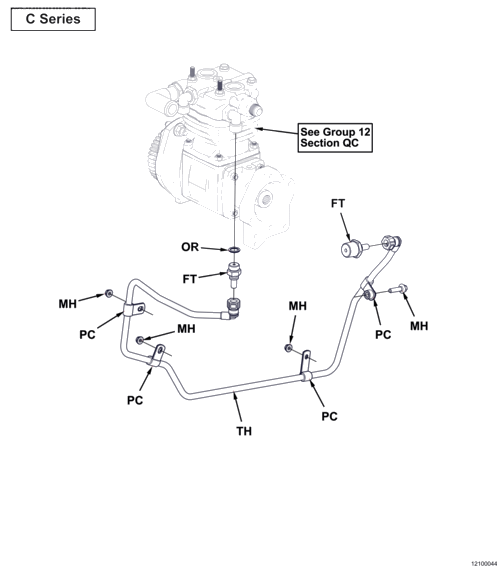 C Series
See Group 12
Section QC
FT
OR
FT
MH
MH
PC
MH
MH
PC
PC
PC
TH
12100044